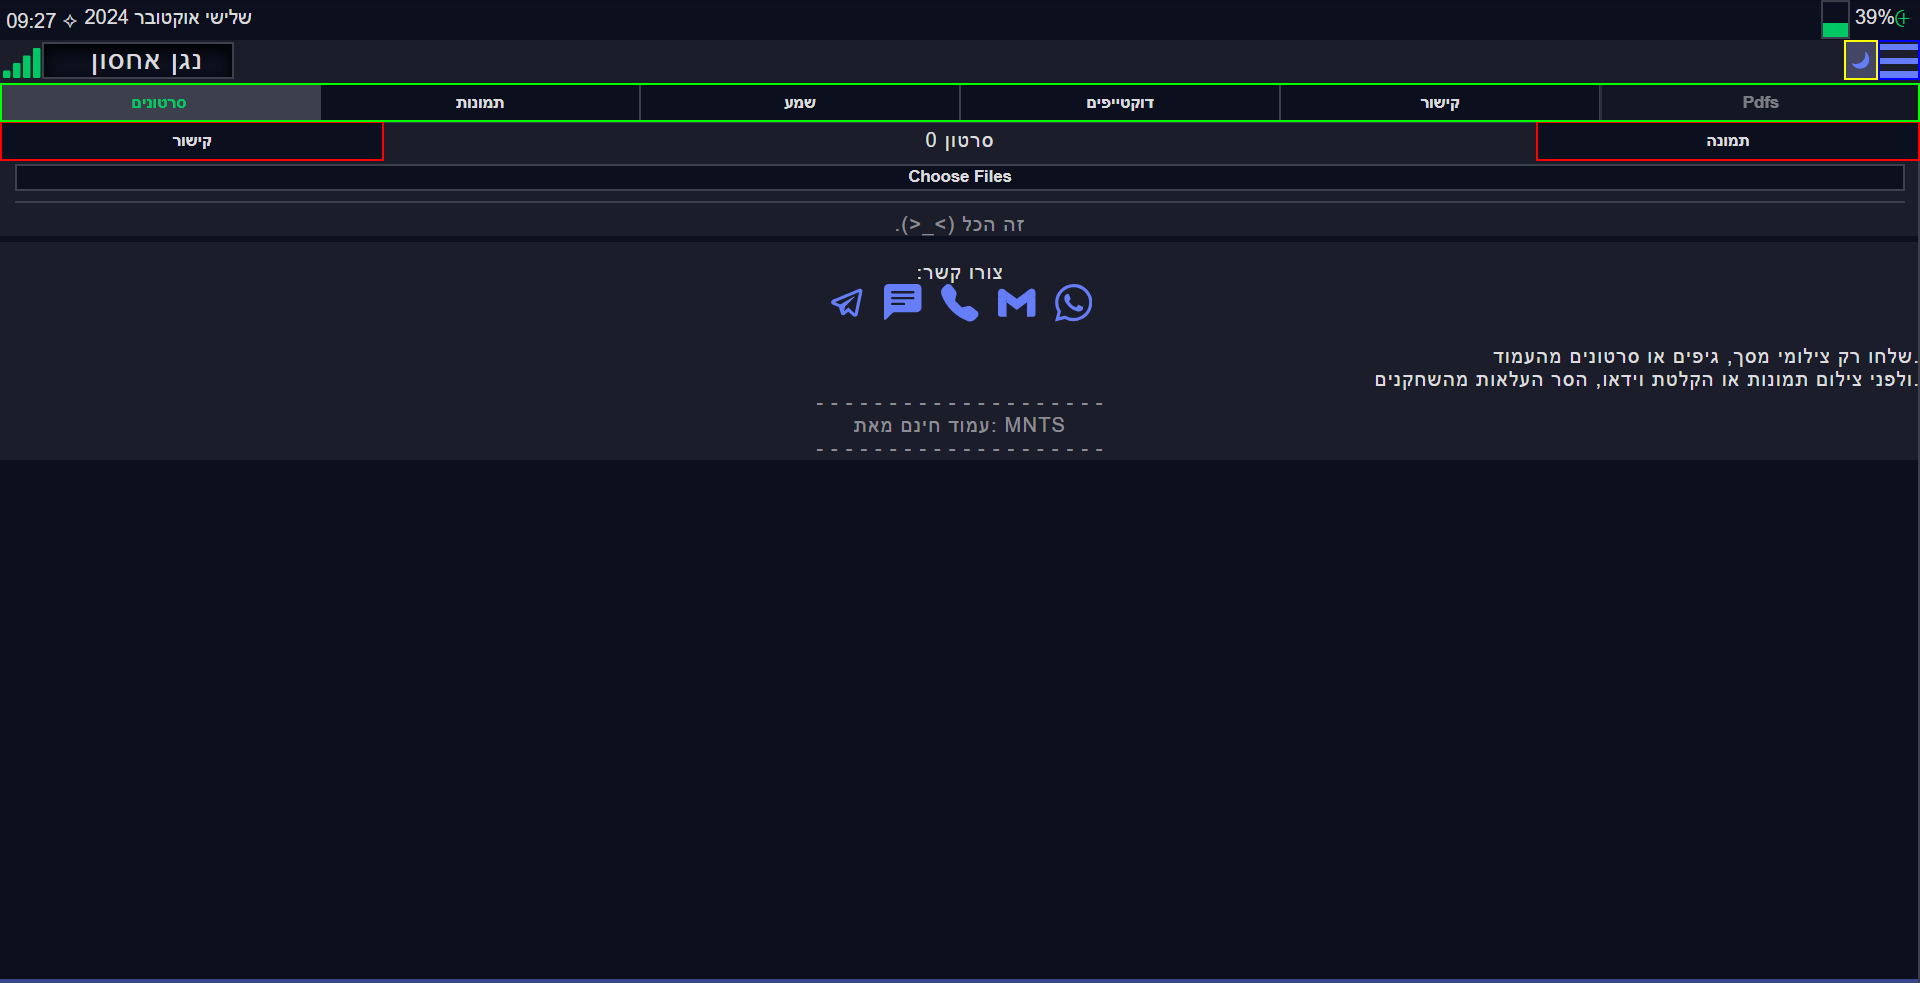 09:27 ✧ שלישי אוקטובר 2024
39%
נגן אחסון
סרטונים
תמונות
שמע
דוקטייפים
קישור
Pdfs
קישור
סרטון 0
תמונה
Choose Files
זה הכל (>_<).
צורו קשר:
.שלחו רק צילומי מסך, גיפים או סרטונים מהעמוד
.ולפני צילום תמונות או הקלטת וידאו, הסר העלאות מהשחקנים
- - - - - - - - - - - - - - - - - - - -
עמוד חינם מאת: MNTS
- - - - - - - - - - - - - - - - - - - -